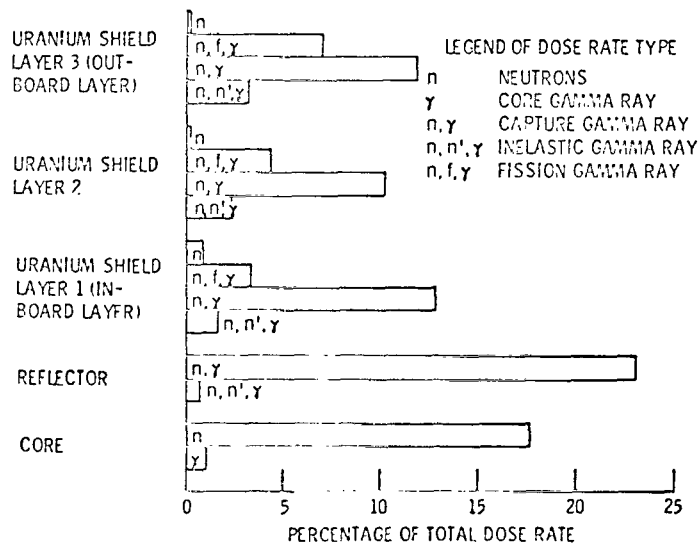 n
URANIUM SHIELD
LAYER 3 (OUT-
BOARD LAYER)
n, f, γ
n, γ
n, n', γ
LEGEND OF DOSE RATE TYPE
n NEUTRONS
γ CORE GAMMA RAY
n, γ CAPTURE GAMMA RAY
n, n', γ INELASTIC GAMMA RAY
n, f, γ FISSION GAMMA RAY
n
URANIUM SHIELD
LAYER 2
n, f, γ
n, γ
n, n', γ
n
URANIUM SHIELD
LAYER 1 (IN-
BOARD LAYER)
n, f, γ
n, γ
n, n', γ
REFLECTOR
n, γ
n, n', γ
CORE
n
γ
0 5 10 15 20 25
PERCENTAGE OF TOTAL DOSE RATE